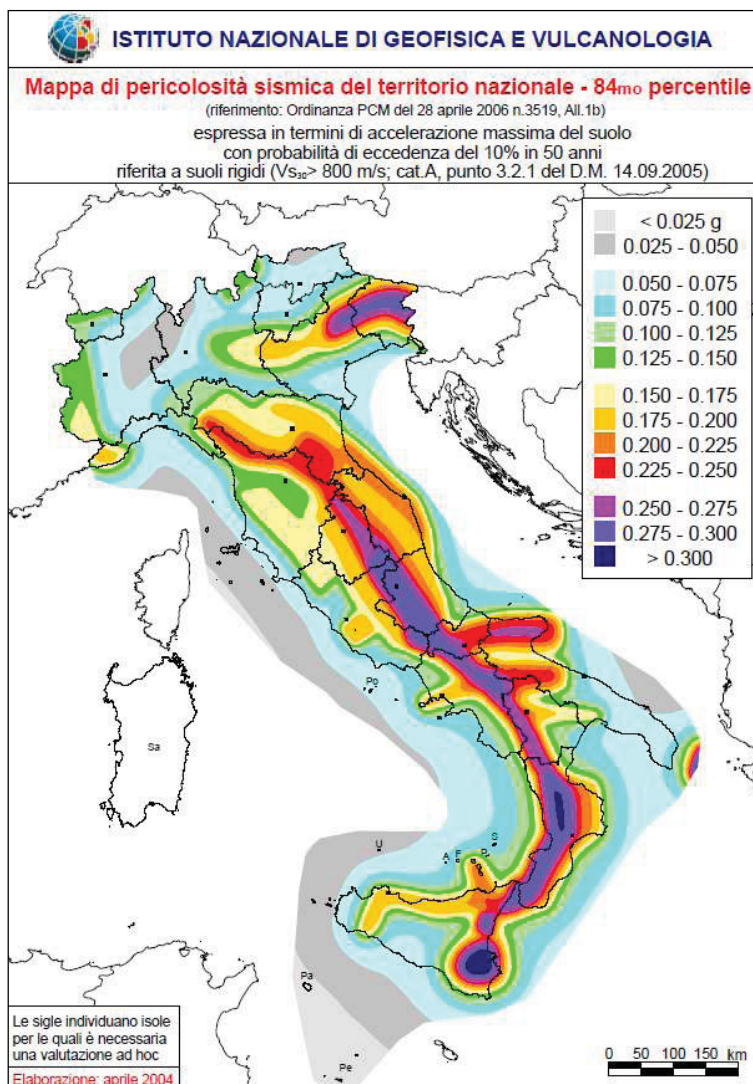 ISTITUTO NAZIONALE DI GEOFISICA E VULCANOLOGIA
Mappa di pericolosità sismica del territorio nazionale - 84mo percentile
(riferimento: Ordinanza PCM del 28 aprile 2006 n.3519, All.1b)
espressa in termini di accelerazione massima del suolo
con probabilità di eccedenza del 10% in 50 anni
riferita a suoli rigidi (Vs₃₀> 800 m/s; cat.A, punto 3.2.1 del D.M. 14.09.2005)
< 0.025 g
0.025 - 0.050
0.050 - 0.075
0.075 - 0.100
0.100 - 0.125
0.125 - 0.150
0.150 - 0.175
0.175 - 0.200
0.200 - 0.225
0.225 - 0.250
0.250 - 0.275
0.275 - 0.300
> 0.300
Po
Sa
U
A
F
P
S
Pa
Pe
Le sigle individuano isole
per le quali è necessaria
una valutazione ad hoc
Elaborazione: aprile 2004
0 50 100 150 km